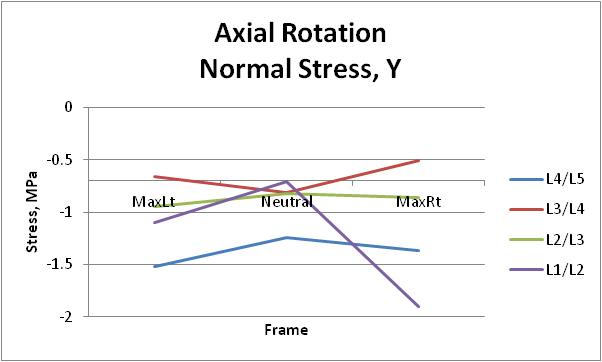 Axial Rotation
Normal Stress, Y
0
-0.5
-1
-1.5
-2
Stress, MPa
MaxLt Neutral MaxRt
Frame
L4/L5
L3/L4
L2/L3
L1/L2